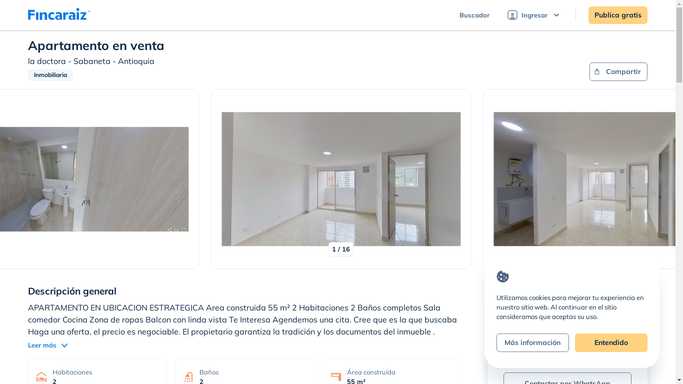 Fincaraiz
Buscador
Ingresar
Publica gratis
Apartamento en venta
la doctora - Sabaneta - Antioquia
Inmobiliaria
Compartir
1 / 16
Descripción general
APARTAMENTO EN UBICACION ESTRATEGICA Area construida 55 m² 2 Habitaciones 2 Baños completos Sala
comedor Cocina Zona de ropas Balcon con linda vista Te Interesa Agendemos una cita. Cree que es la que buscaba
Haga una oferta, el precio es negociable. El propietario garantiza la tradición y los documentos del inmueble .
Leer más
Habitaciones
2
Baños
2
Área construida
55 m²
Utilizamos cookies para mejorar tu experiencia en
nuestro sitio web. Al continuar en el sitio
consideramos que aceptas su uso.
Más información
Entendido
Contactar por WhatsApp